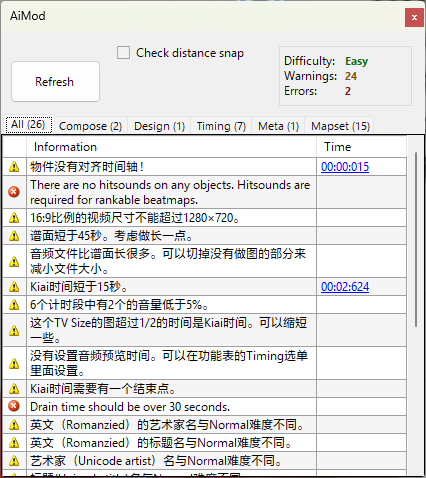 AiMod
x
Refresh
Check distance snap
Difficulty: Easy
Warnings: 24
Errors: 2
All (26) Compose (2) Design (1) Timing (7) Meta (1) Mapset (15)
Information Time
物件没有对齐时间轴！ 00:00:015
There are no hitsounds on any objects. Hitsounds are
required for rankable beatmaps.
16:9比例的视频尺寸不能超过1280×720。
谱面短于45秒。考虑做长一点。
音频文件比谱面长很多。可以切掉没有做图的部分来
减小文件大小。
Kiai时间短于15秒。 00:02:624
6个计时段中有2个的音量低于5%。
这个TV Size的图超过1/2的时间是Kiai时间。可以缩短
一些。
没有设置音频预览时间。可以在功能表的Timing选单
里面设置。
Kiai时间需要有一个结束点。
Drain time should be over 30 seconds.
英文（Romanzied）的艺术家名与Normal难度不同。
英文（Romanzied）的标题名与Normal难度不同。
艺术家（Unicode artist）名与Normal难度不同。